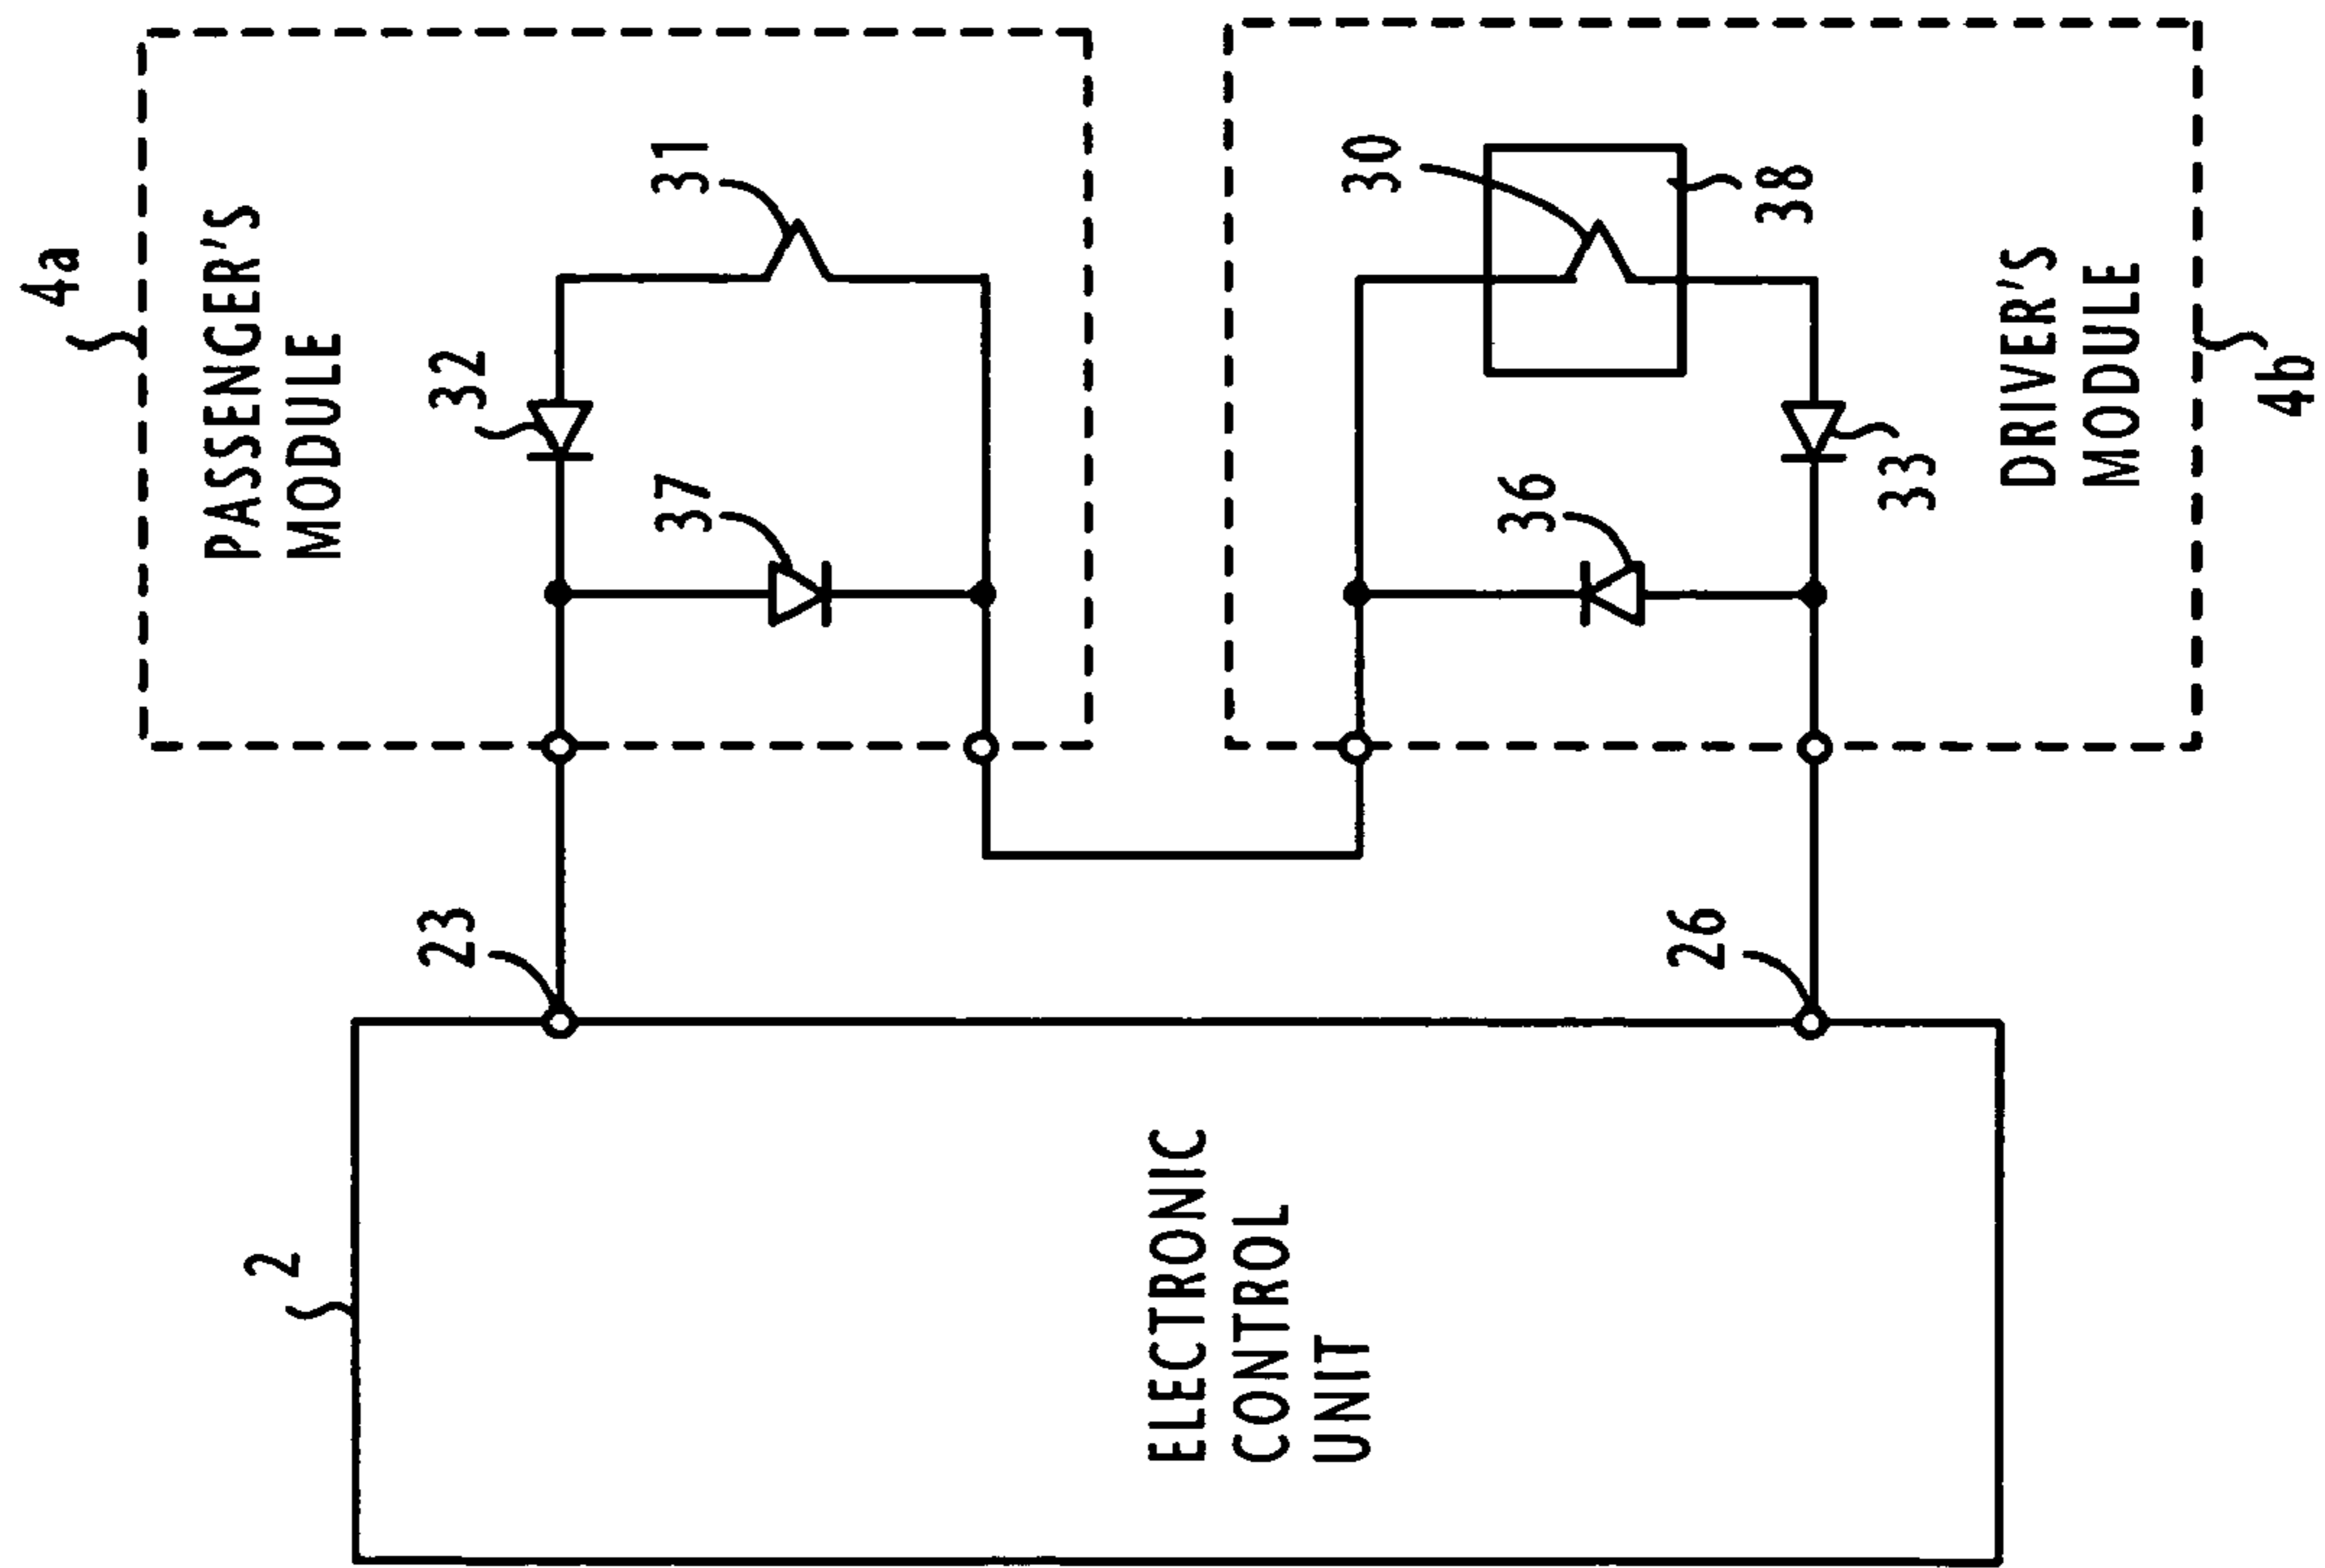 4a
PASSENGER'S
MODULE
32
31
37
23
2
ELECTRONIC
CONTROL
UNIT
30
38
36
33
26
DRIVER'S
MODULE
4b